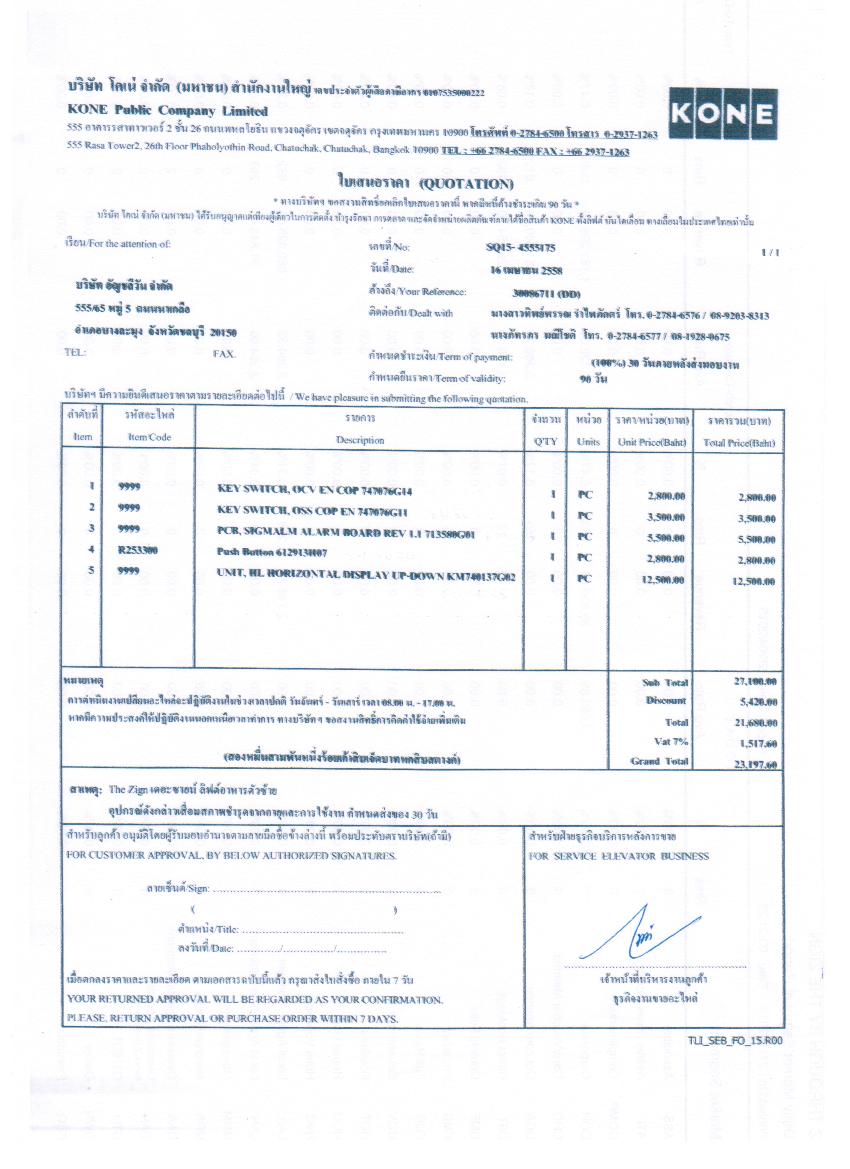 บริษัท โคเน่ จำกัด (มหาชน) สำนักงานใหญ่ เลขประจำตัวผู้เสียภาษีอากร 0107535000222
KONE Public Company Limited
KONE
555 อาคารรสาทาวเวอร์ 2 ชั้น 26 ถนนพหลโยธิน แขวงจตุจักร เขตจตุจักร กรุงเทพมหานคร 10900 โทรศัพท์ 0-2784-6500 โทรสาร 0-2937-1263
555 Rasa Tower2, 26th Floor Phaholyothin Road, Chatuchak, Chatuchak, Bangkok 10900 TEL : +66 2784-6500 FAX : +66 2937-1263
ใบเสนอราคา (QUOTATION)
* ทางบริษัทฯ ขอสงวนสิทธิ์ยกเลิกใบเสนอราคานี้ หากมีหนี้ค้างชำระเกิน 90 วัน *
บริษัท โคเน่ จำกัด (มหาชน) ได้รับอนุญาตแต่เพียงผู้เดียวในการติดตั้ง บำรุงรักษา การตลาดและจัดจำหน่ายผลิตภัณฑ์ภายใต้ชื่อสินค้า KONE ทั้งลิฟต์ บันไดเลื่อน ทางเลื่อนในประเทศไทยเท่านั้น
เรียน/For the attention of:
เลขที่/No: SQ15- 4555175
1 / 1
วันที่/Date: 16 เมษายน 2558
บริษัท อัญชลีวัน จำกัด
อ้างถึง/Your Reference: 30086711 (DD)
555/65 หมู่ 5 ถนนนาเกลือ
ติดต่อกับ/Dealt with นางสาวทิพย์พรรณ รำไพภัคตร์ โทร. 0-2784-6576 / 08-9203-8313
อำเภอบางละมุง จังหวัดชลบุรี 20150
นางภัทรภร มณีโชติ โทร. 0-2784-6577 / 08-1928-0675
TEL: FAX.
กำหนดชำระเงิน/Term of payment: (100%) 30 วันภายหลังส่งมอบงาน
กำหนดยืนราคา/Term of validity: 90 วัน
บริษัทฯ มีความยินดีเสนอราคาตามรายละเอียดต่อไปนี้ / We have pleasure in submitting the following quotation.
ลำดับที่ รหัสอะไหล่ รายการ จำนวน หน่วย ราคา/หน่วย(บาท) ราคารวม(บาท)
Item Item/Code Description Q'TY Units Unit Price(Baht) Total Price(Baht)
1 9999 KEY SWITCH, OCV EN COP 747076G14 1 PC 2,800.00 2,800.00
2 9999 KEY SWITCH, OSS COP EN 747076G11 1 PC 3,500.00 3,500.00
3 9999 PCB, SIGMALM ALARM BOARD REV 1.1 713580G01 1 PC 5,500.00 5,500.00
4 R253300 Push Button 612913H07 1 PC 2,800.00 2,800.00
5 9999 UNIT, HL HORIZONTAL DISPLAY UP-DOWN KM740137G02 1 PC 12,500.00 12,500.00
หมายเหตุ
Sub Total 27,100.00
การดำเนินงานเปลี่ยนอะไหล่จะปฏิบัติงานในช่วงเวลาปกติ วันจันทร์ - วันเสาร์ เวลา 08.00 น. - 17.00 น.
Discount 5,420.00
หากมีความประสงค์ให้ปฏิบัติงานนอกเหนือเวลาทำการ ทางบริษัท ฯ ขอสงวนสิทธิ์การคิดค่าใช้จ่ายเพิ่มเติม
Total 21,680.00
Vat 7% 1,517.60
(สองหมื่นสามพันหนึ่งร้อยเก้าสิบเจ็ดบาทหกสิบสตางค์)
Grand Total 23,197.60
สาเหตุ: The Zign เดอะซายน์ ลิฟต์อาคารตัวซ้าย
อุปกรณ์ดังกล่าวเสื่อมสภาพชำรุดจากอายุและการใช้งาน กำหนดส่งของ 30 วัน
สำหรับลูกค้า อนุมัติโดยผู้รับมอบอำนาจตามลายมือชื่อข้างล่างนี้ พร้อมประทับตราบริษัท(ถ้ามี)
FOR CUSTOMER APPROVAL, BY BELOW AUTHORIZED SIGNATURES.
สำหรับฝ่ายธุรกิจบริการหลังการขาย
FOR SERVICE ELEVATOR BUSINESS
ลายเซ็นต์/Sign: ........................................
( )
ตำแหน่ง/Title: ........................................
ลงวันที่/Date: ............/................/..............
เจ้าหน้าที่บริหารงานลูกค้า
ธุรกิจงานขายอะไหล่
เมื่อตกลงราคาและรายละเอียด ตามเอกสารฉบับนี้แล้ว กรุณาส่งใบสั่งซื้อ ภายใน 7 วัน
YOUR RETURNED APPROVAL WILL BE REGARDED AS YOUR CONFIRMATION.
PLEASE, RETURN APPROVAL OR PURCHASE ORDER WITHIN 7 DAYS.
TLI_SEB_FO_15.R00